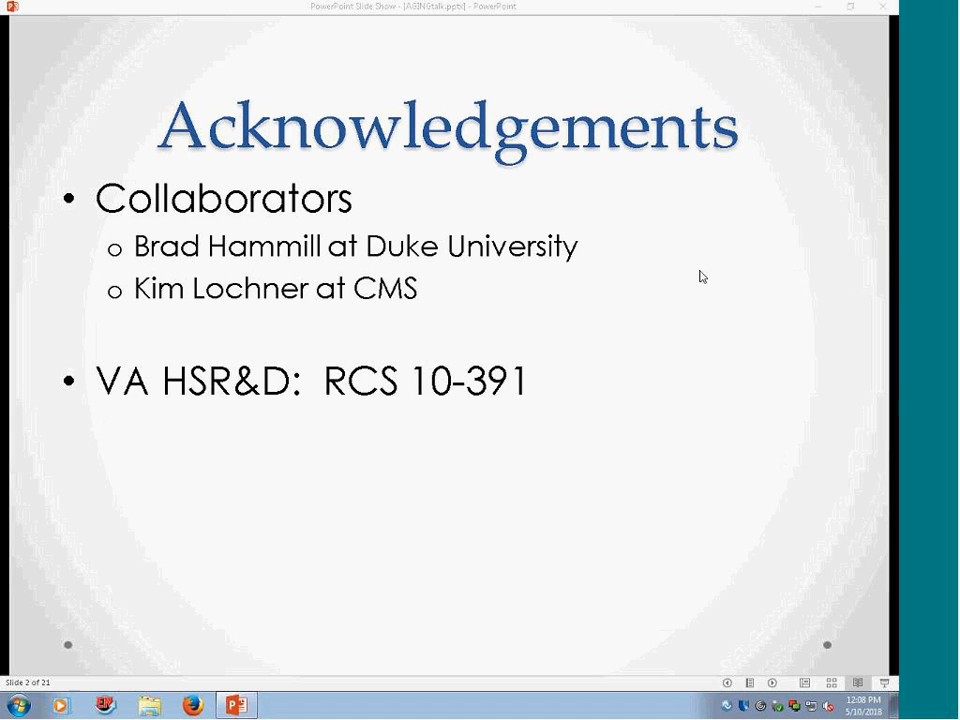 PowerPoint Slide Show - [AGINGtalk.pptx] - PowerPoint
Acknowledgements
• Collaborators
o Brad Hammill at Duke University
o Kim Lochner at CMS
• VA HSR&D: RCS 10-391
Slide 2 of 21
12:08 PM
5/10/2018